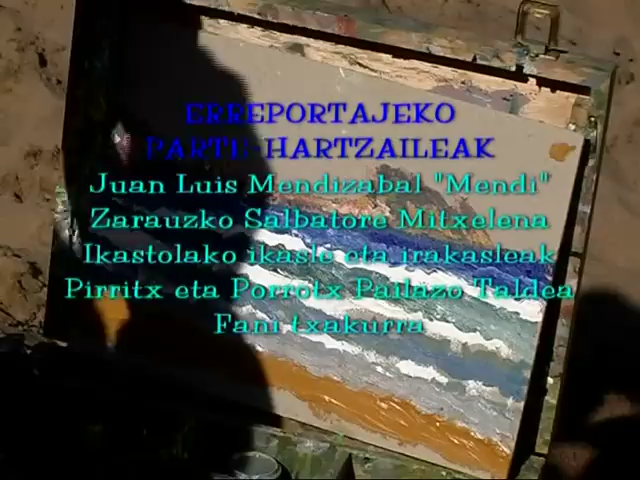 ERREPORTAJEKO
PARTE-HARTZAILEAK
Juan Luis Mendizabal "Mendi"
Zarauzko Salbatore Mitxelena
Ikastolako ikasle eta irakasleak
Pirritx eta Porrotx Pailazo Taldea
Fani txakurra